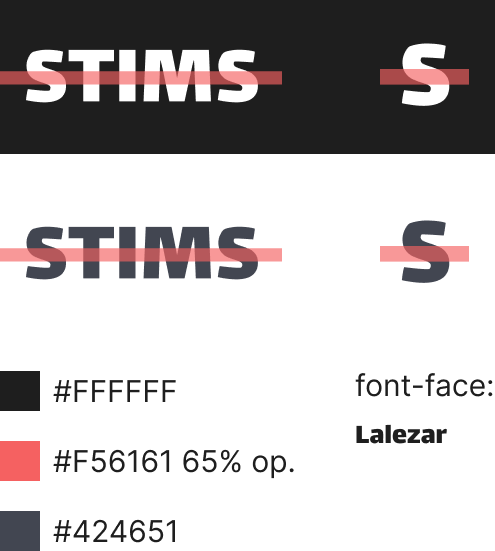 STIMS S
STIMS S
#FFFFFF
#F56161 65% op.
#424651
font-face:
Lalezar